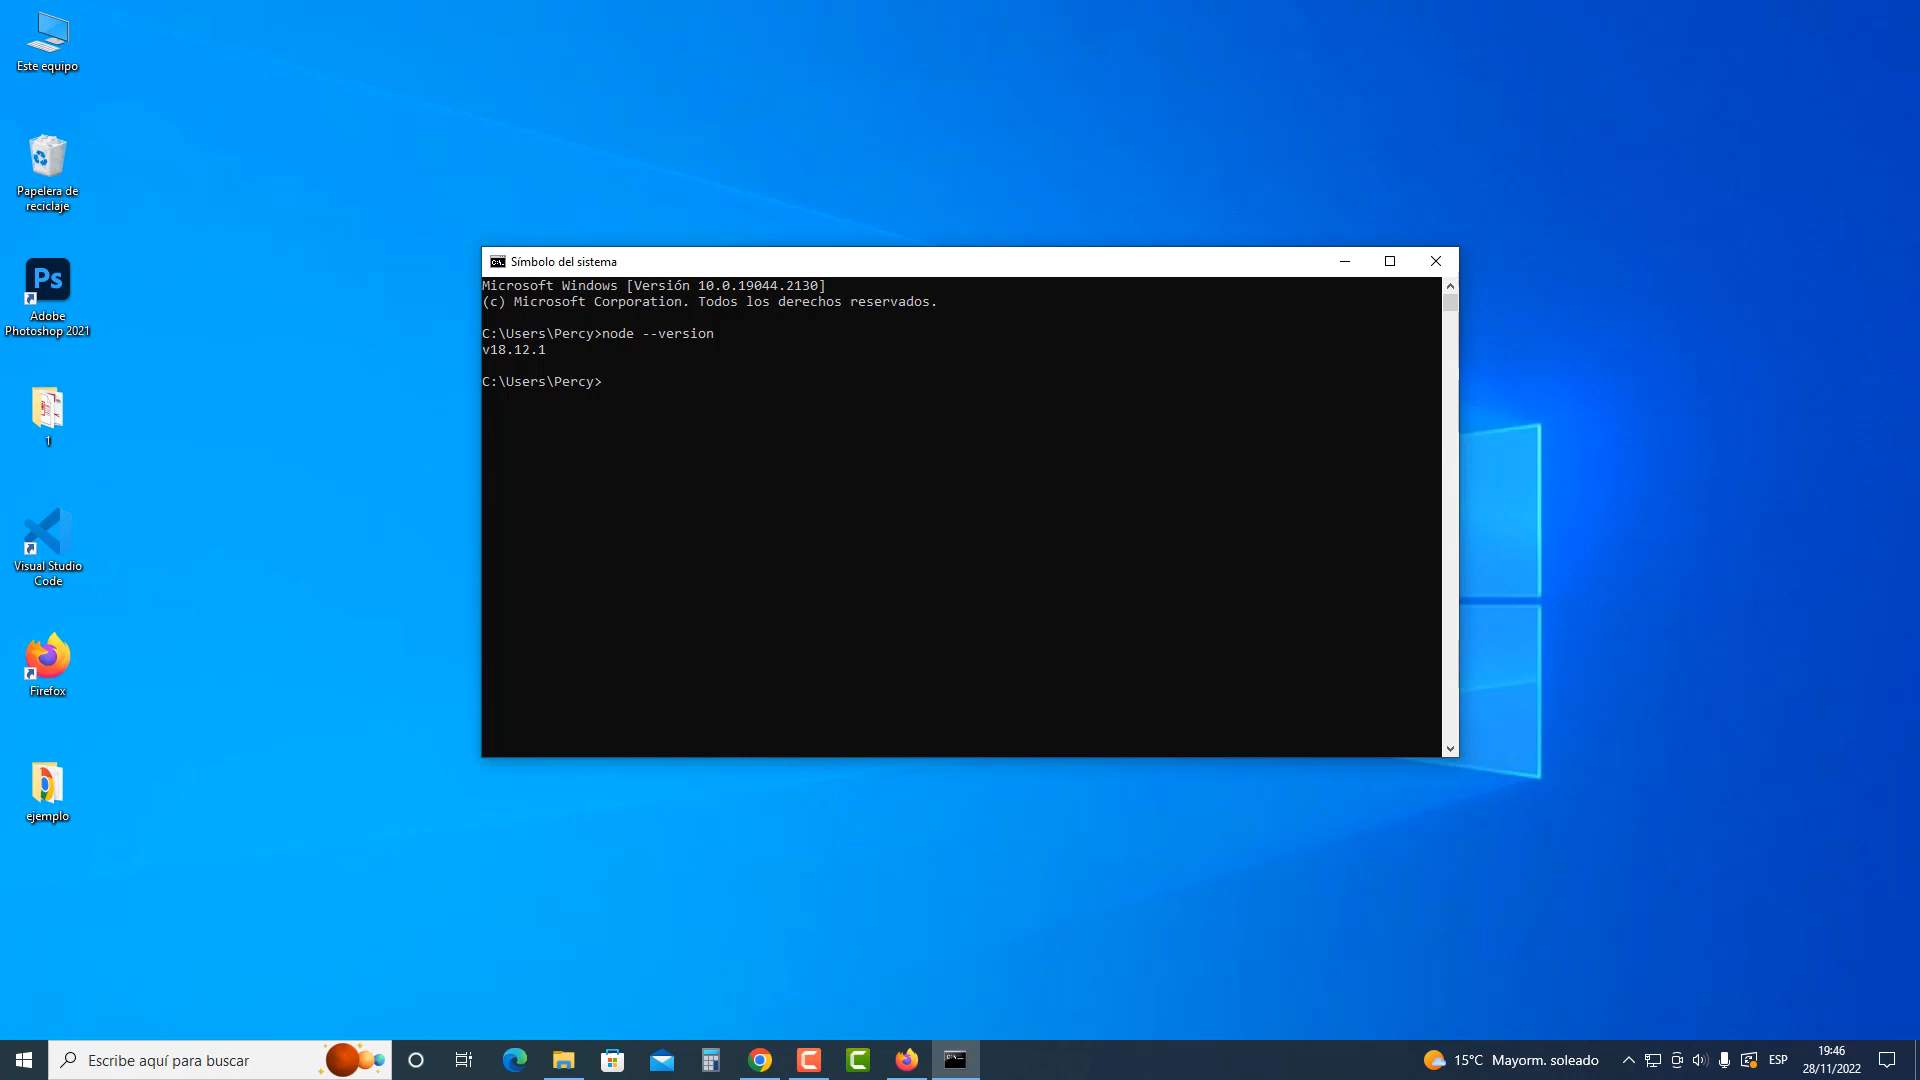 Este equipo
Papelera de
reciclaje
Ps
Adobe
Photoshop 2021
1
Visual Studio
Code
Firefox
ejemplo
Símbolo del sistema
Microsoft Windows [Versión 10.0.19044.2130]
(c) Microsoft Corporation. Todos los derechos reservados.
C:\Users\Percy>node --version
v18.12.1
C:\Users\Percy>
Escribe aquí para buscar
15°C Mayorm. soleado
ESP
19:46
28/11/2022